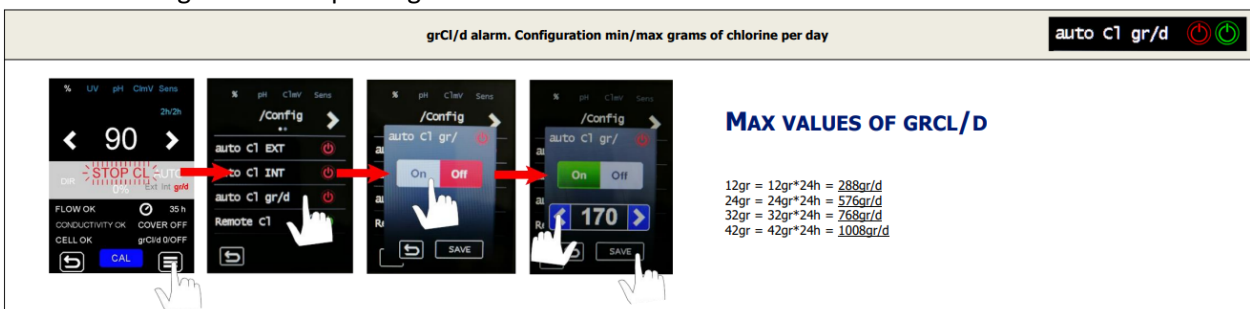 grCl/d alarm. Configuration min/max grams of chlorine per day
auto Cl gr/d
% UV pH ClmV Sens
2h/2h
90
STOP CL
AUTO
DIR
0%
Ext Int gr/d
FLOW OK 35 h
CONDUCTIVITY OK COVER OFF
CELL OK grCl/d 0/OFF
CAL
% pH ClmV Sens
/Config
auto Cl EXT
auto Cl INT
auto Cl gr/d
Remote Cl
% pH ClmV Sens
/Config
auto Cl gr/
On Off
SAVE
% pH ClmV Sens
/Config
auto Cl gr/
On Off
170
SAVE
MAX VALUES OF GRCL/D
12gr = 12gr*24h = 288gr/d
24gr = 24gr*24h = 576gr/d
32gr = 32gr*24h = 768gr/d
42gr = 42gr*24h = 1008gr/d